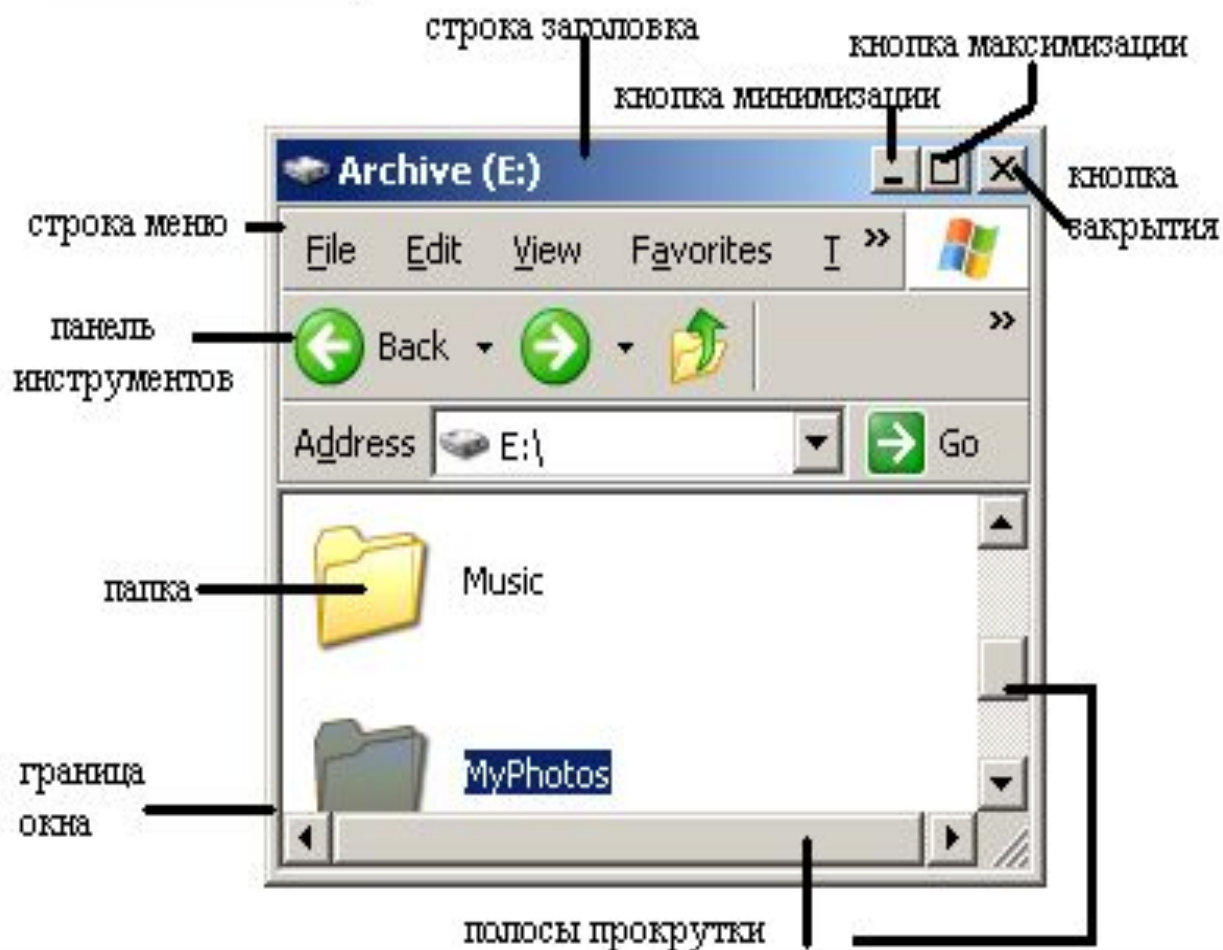 строка заголовка
кнопка максимизации
кнопка минимизации
Archive (E:)
кнопка
закрытия
строка меню
File Edit View Favorites T »
панель
инструментов
Back
»
Address E:\ Go
папка
Music
MyPhotos
граница
окна
полосы прокрутки